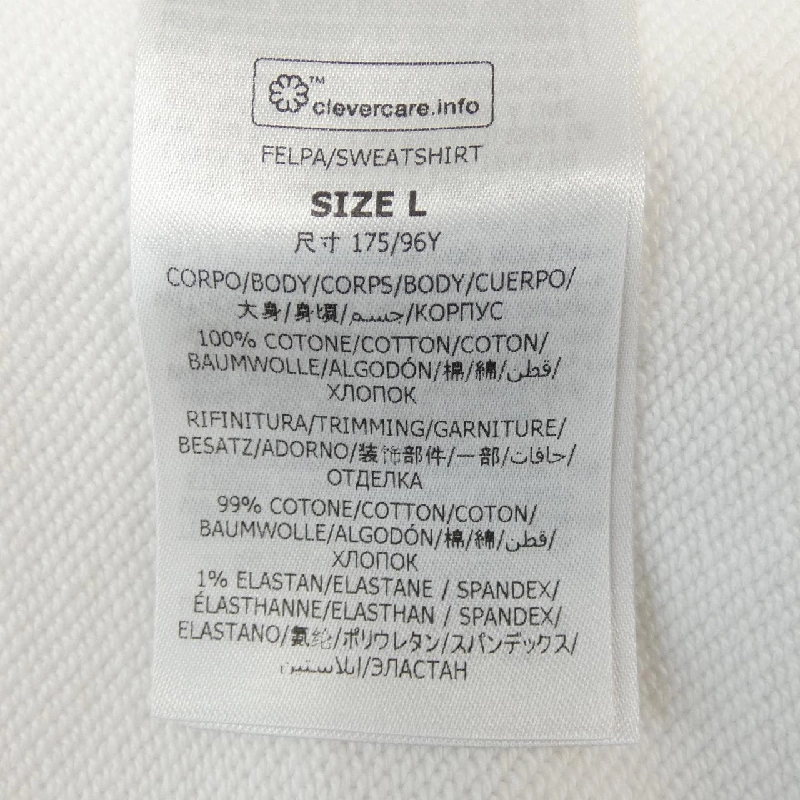 ™
clevercare.info
FELPA/SWEATSHIRT
SIZE L
尺寸 175/96Y
CORPO/BODY/CORPS/BODY/CUERPO/
大身/身頃/جسم/КОРПУС
100% COTONE/COTTON/COTON/
BAUMWOLLE/ALGODÓN/棉/綿/قطن/
ХЛОПОК
RIFINITURA/TRIMMING/GARNITURE/
BESATZ/ADORNO/装饰部件/一部/حافات/
ОТДЕЛКА
99% COTONE/COTTON/COTON/
BAUMWOLLE/ALGODÓN/棉/綿/قطن/
ХЛОПОК
1% ELASTAN/ELASTANE / SPANDEX/
ÉLASTHANNE/ELASTHAN / SPANDEX/
ELASTANO/氨纶/ポリウレタン/スパンデックス/
إيلاستين/ЭЛАСТАН